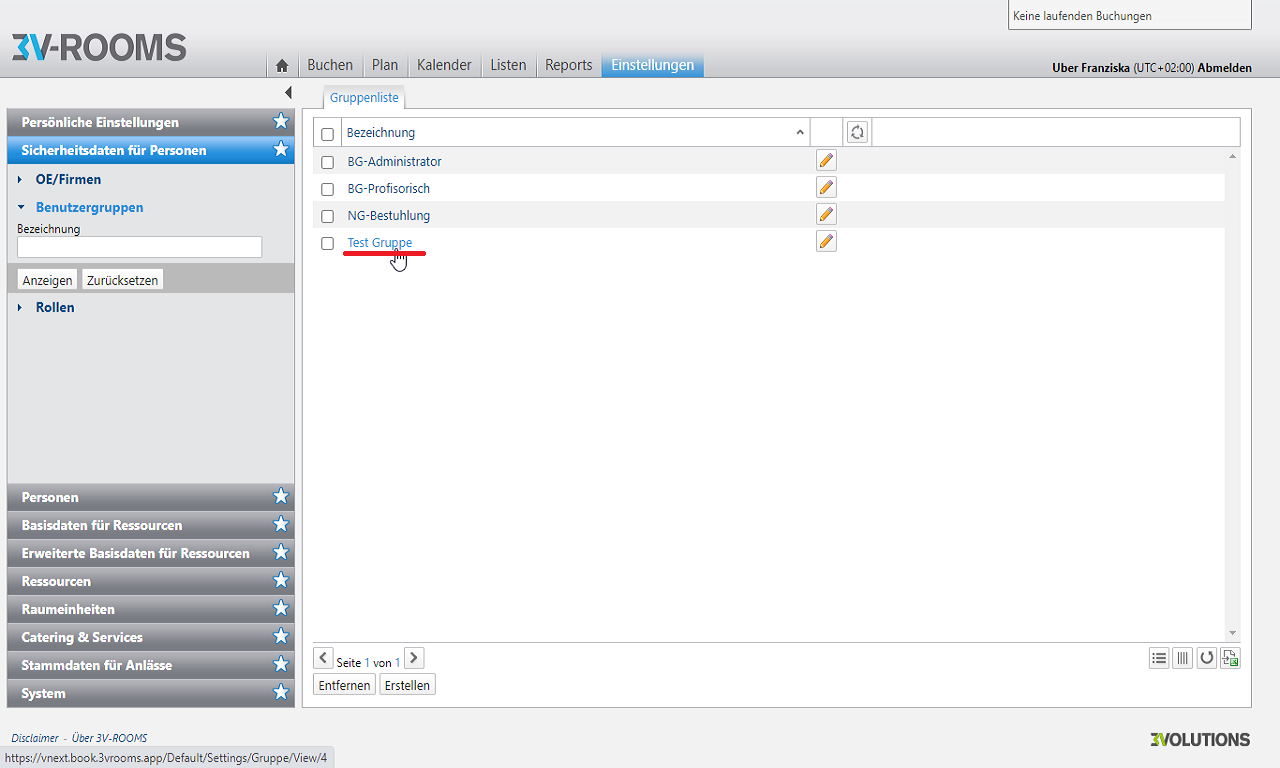 Keine laufenden Buchungen
3V-ROOMS
Buchen Plan Kalender Listen Reports Einstellungen
Uber Franziska (UTC+02:00) Abmelden
Gruppenliste
Persönliche Einstellungen
Sicherheitsdaten für Personen
OE/Firmen
Benutzergruppen
Bezeichnung
Anzeigen Zurücksetzen
Rollen
Personen
Basisdaten für Ressourcen
Erweiterte Basisdaten für Ressourcen
Ressourcen
Raumeinheiten
Catering & Services
Stammdaten für Anlässe
System
Bezeichnung
BG-Administrator
BG-Profisorisch
NG-Bestuhlung
Test Gruppe
Seite 1 von 1
Entfernen Erstellen
Disclaimer - Über 3V-ROOMS
3VOLUTIONS
https://vnext.book.3vrooms.app/Default/Settings/Gruppe/View/4